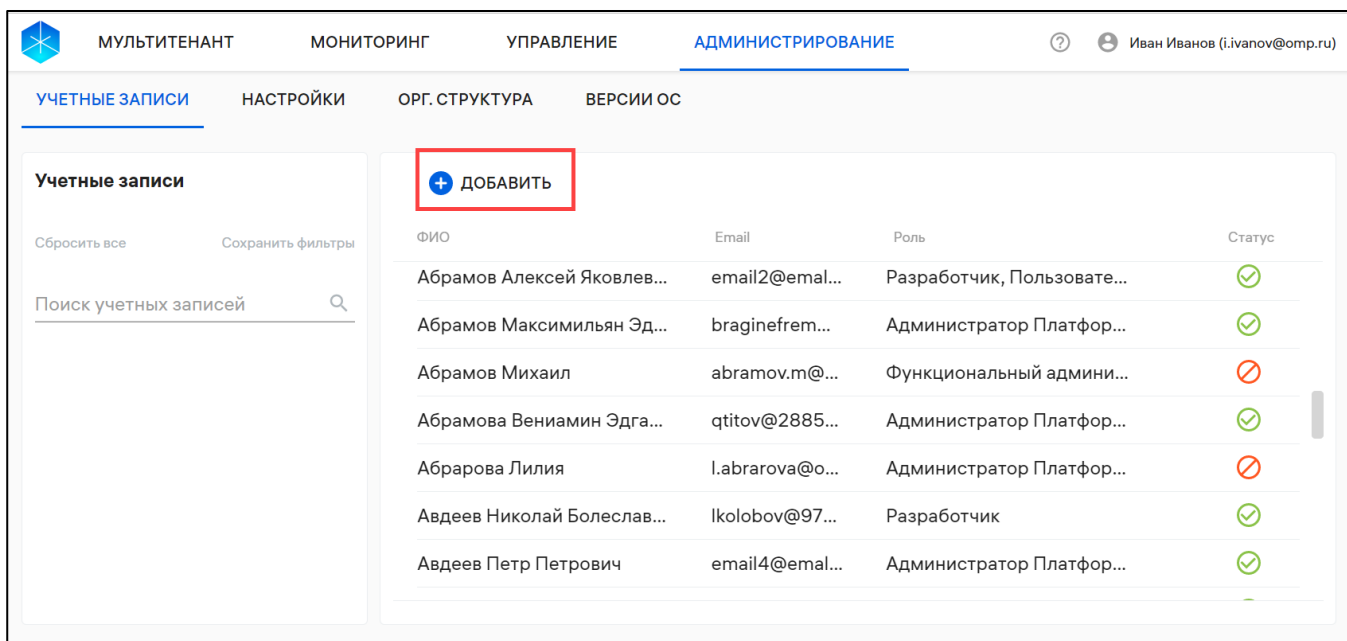 МУЛЬТИТЕНАНТ МОНИТОРИНГ УПРАВЛЕНИЕ АДМИНИСТРИРОВАНИЕ ? Иван Иванов (i.ivanov@omp.ru)
УЧЕТНЫЕ ЗАПИСИ НАСТРОЙКИ ОРГ. СТРУКТУРА ВЕРСИИ ОС
Учетные записи
Сбросить все Сохранить фильтры
Поиск учетных записей
ДОБАВИТЬ
ФИО Email Роль Статус
Абрамов Алексей Яковлев... email2@emal... Разработчик, Пользовате...
Абрамов Максимильян Эд... braginefrem... Администратор Платфор...
Абрамов Михаил abramov.m@... Функциональный админи...
Абрамова Вениамин Эдга... qtitov@2885... Администратор Платфор...
Абрарова Лилия l.abrarova@o... Администратор Платфор...
Авдеев Николай Болеслав... lkolobov@97... Разработчик
Авдеев Петр Петрович email4@emal... Администратор Платфор...